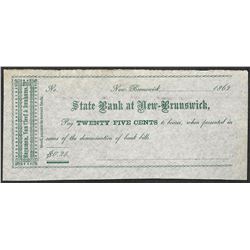 No.
New Brunswick, 1862
State Bank at New-Brunswick,
Pay TWENTY FIVE CENTS to bearer, when presented in
sums of the denomination of bank bills.
$0.25.